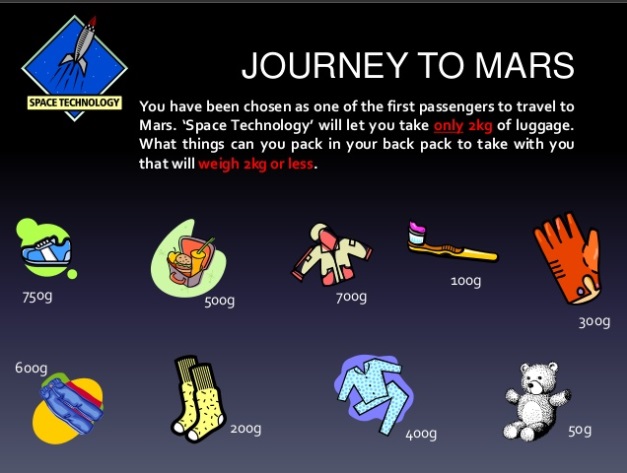 JOURNEY TO MARS
SPACE TECHNOLOGY
You have been chosen as one of the first passengers to travel to
Mars. ‘Space Technology’ will let you take only 2kg of luggage.
What things can you pack in your back pack to take with you
that will weigh 2kg or less.
750g
500g
700g
100g
300g
600g
200g
400g
50g